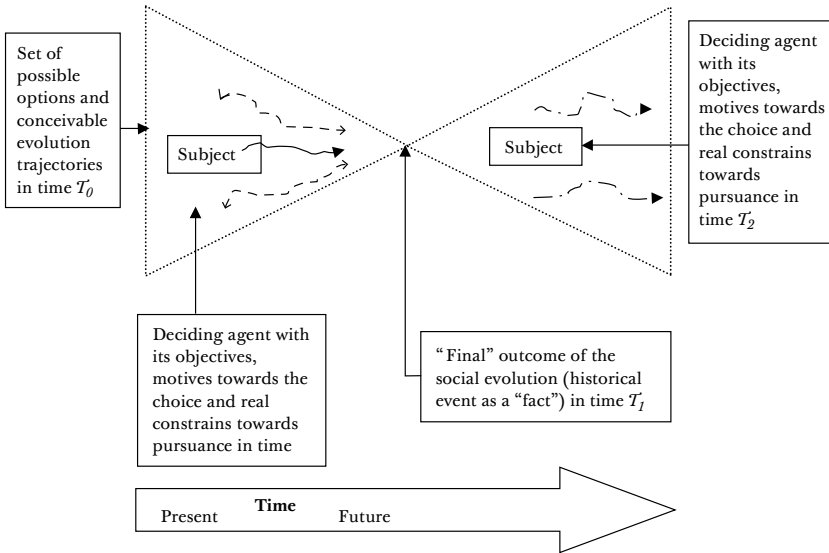 Set of
possible
options and
conceivable
evolution
trajectories
in time T0
Subject
Subject
Deciding agent
with its
objectives,
motives towards
the choice and
real constrains
towards
pursuance in
time T2
Deciding agent with
its objectives,
motives towards the
choice and real
constrains towards
pursuance in time
“Final” outcome of the
social evolution (historical
event as a “fact”) in time T1
Time
Present Future